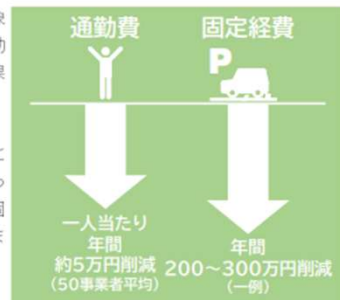 通勤費
固定経費
P
一人当たり
年間
約5万円削減
(50事業者平均)
年間
200〜300万円削減
(一例)